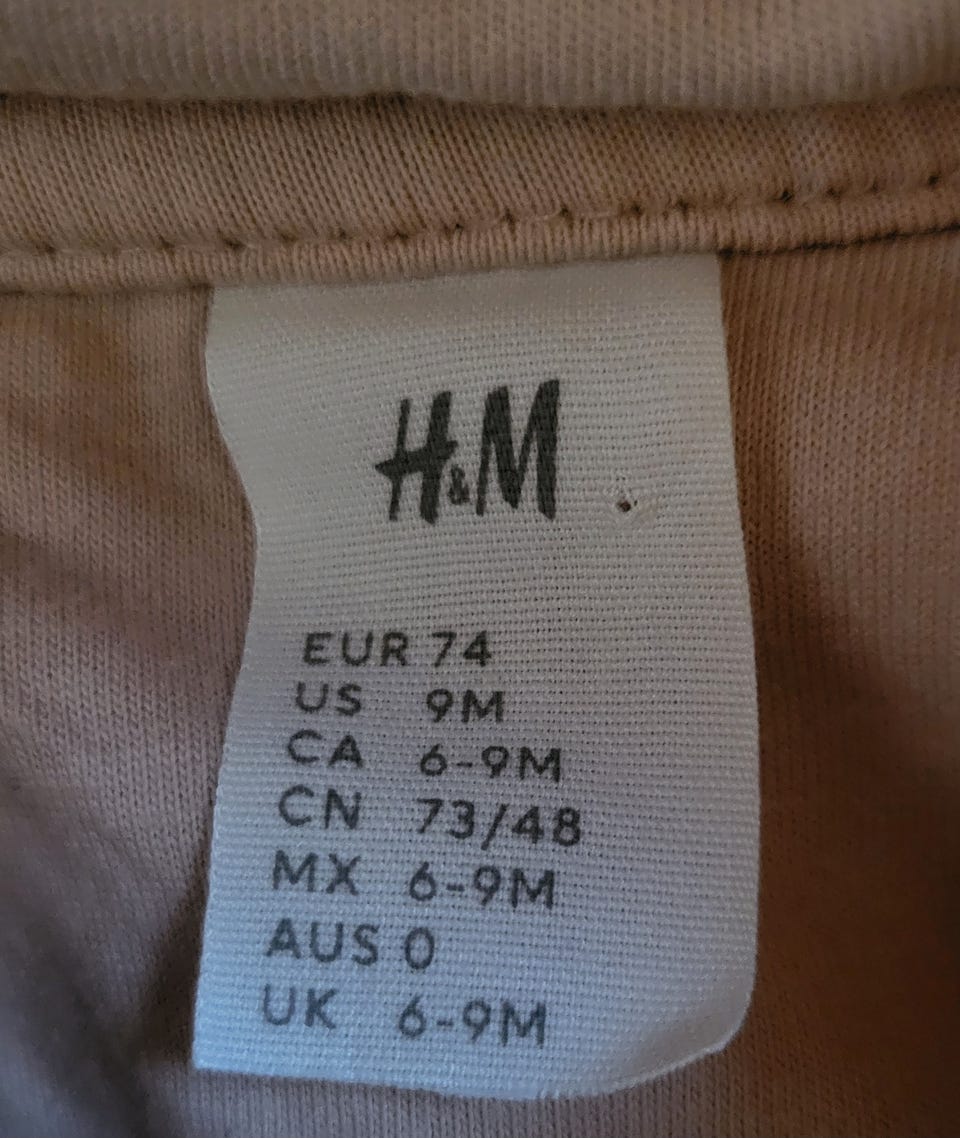 H&M
EUR 74
US 9M
CA 6-9M
CN 73/48
MX 6-9M
AUS 0
UK 6-9M